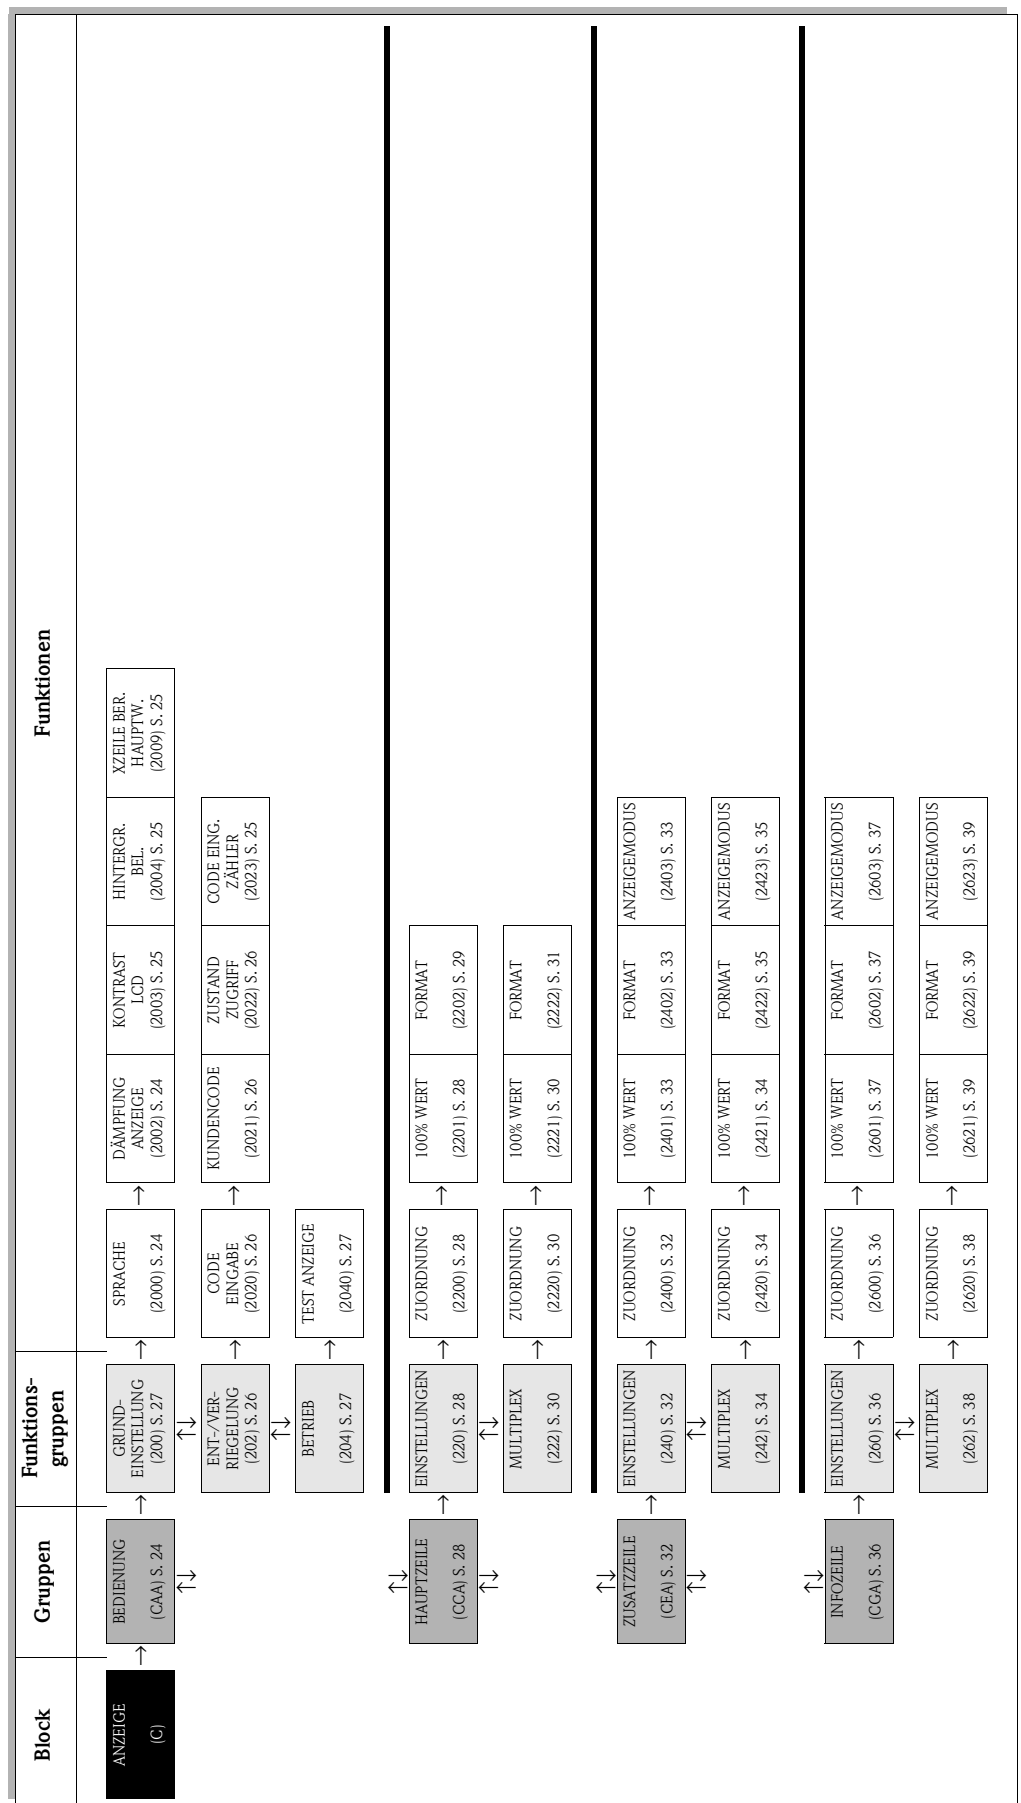 Block
Gruppen
Funktions-
gruppen
Funktionen
ANZEIGE
(C)
BEDIENUNG
(CAA) S. 24
GRUND-
EINSTELLUNG
(200) S. 27
SPRACHE
(2000) S. 24
DÄMPFUNG
ANZEIGE
(2002) S. 24
KONTRAST
LCD
(2003) S. 25
HINTERGR.
BEL.
(2004) S. 25
XZEILE BER.
HAUPTW.
(2009) S. 25
ENT-/VER-
RIEGELUNG
(202) S. 26
CODE
EINGABE
(2020) S. 26
KUNDENCODE
(2021) S. 26
ZUSTAND
ZUGRIFF
(2022) S. 26
CODE EING.
ZÄHLER
(2023) S. 25
BETRIEB
(204) S. 27
TEST ANZEIGE
(2040) S. 27
HAUPTZEILE
(CCA) S. 28
EINSTELLUNGEN
(220) S. 28
ZUORDNUNG
(2200) S. 28
100% WERT
(2201) S. 28
FORMAT
(2202) S. 29
MULTIPLEX
(222) S. 30
ZUORDNUNG
(2220) S. 30
100% WERT
(2221) S. 30
FORMAT
(2222) S. 31
ZUSATZZEILE
(CEA) S. 32
EINSTELLUNGEN
(240) S. 32
ZUORDNUNG
(2400) S. 32
100% WERT
(2401) S. 33
FORMAT
(2402) S. 33
ANZEIGEMODUS
(2403) S. 33
MULTIPLEX
(242) S. 34
ZUORDNUNG
(2420) S. 34
100% WERT
(2421) S. 34
FORMAT
(2422) S. 35
ANZEIGEMODUS
(2423) S. 35
INFOZEILE
(CGA) S. 36
EINSTELLUNGEN
(260) S. 36
ZUORDNUNG
(2600) S. 36
100% WERT
(2601) S. 37
FORMAT
(2602) S. 37
ANZEIGEMODUS
(2603) S. 37
MULTIPLEX
(262) S. 38
ZUORDNUNG
(2620) S. 38
100% WERT
(2621) S. 39
FORMAT
(2622) S. 39
ANZEIGEMODUS
(2623) S. 39